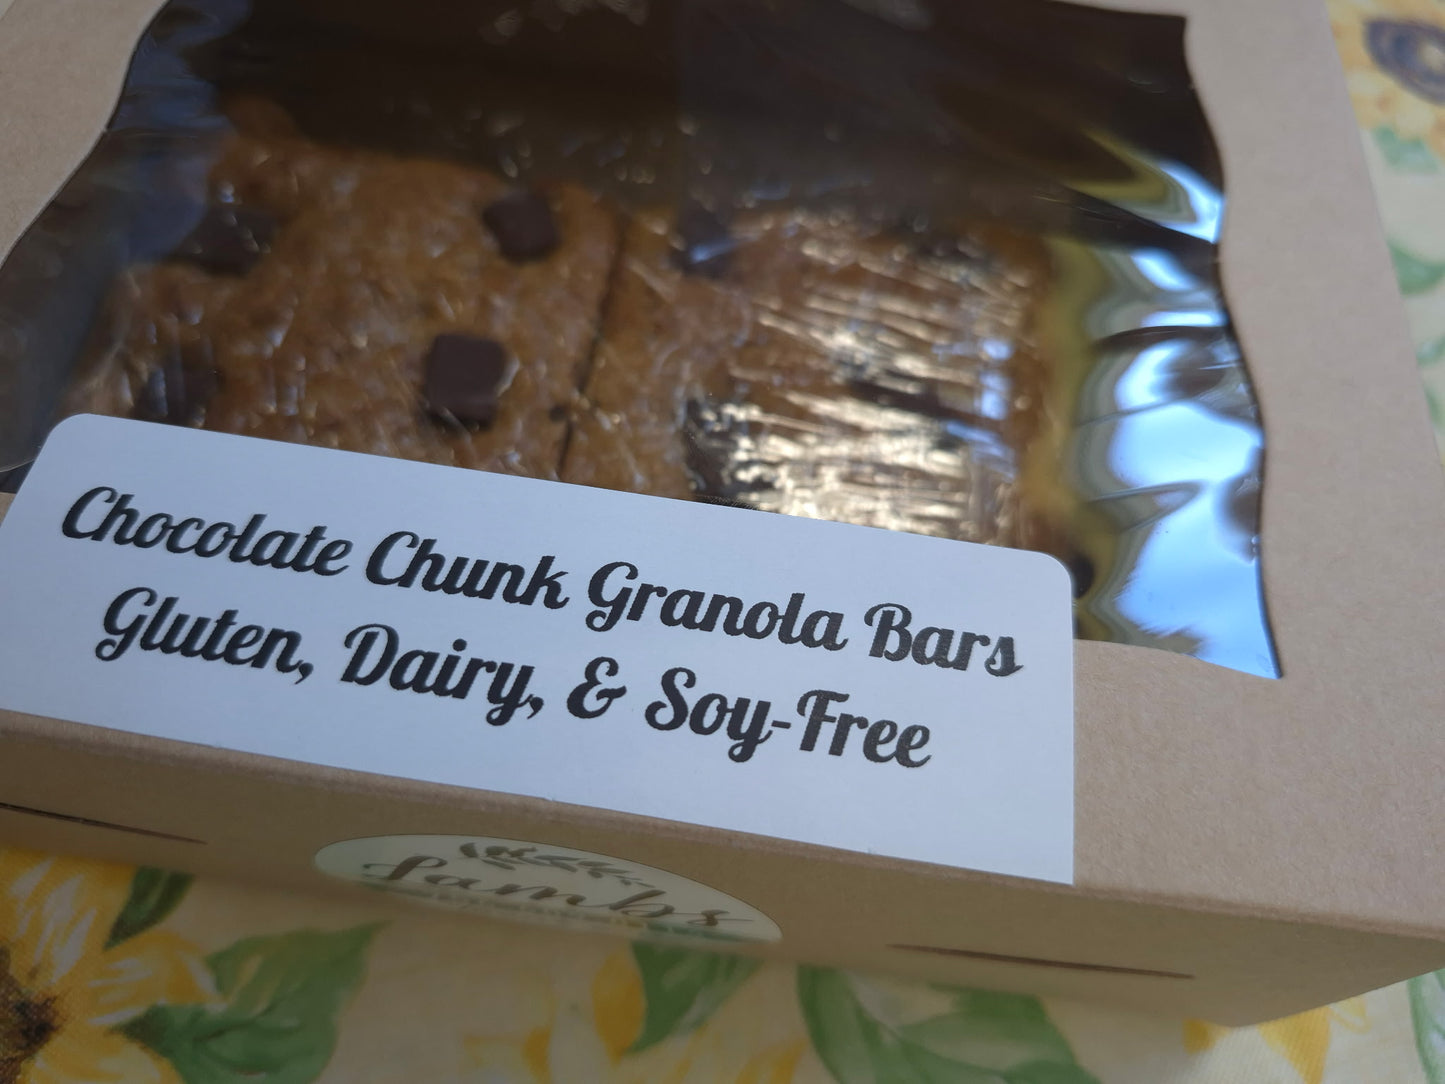 Chocolate Chunk Granola Bars
Gluten, Dairy, & Soy-Free
Lambs